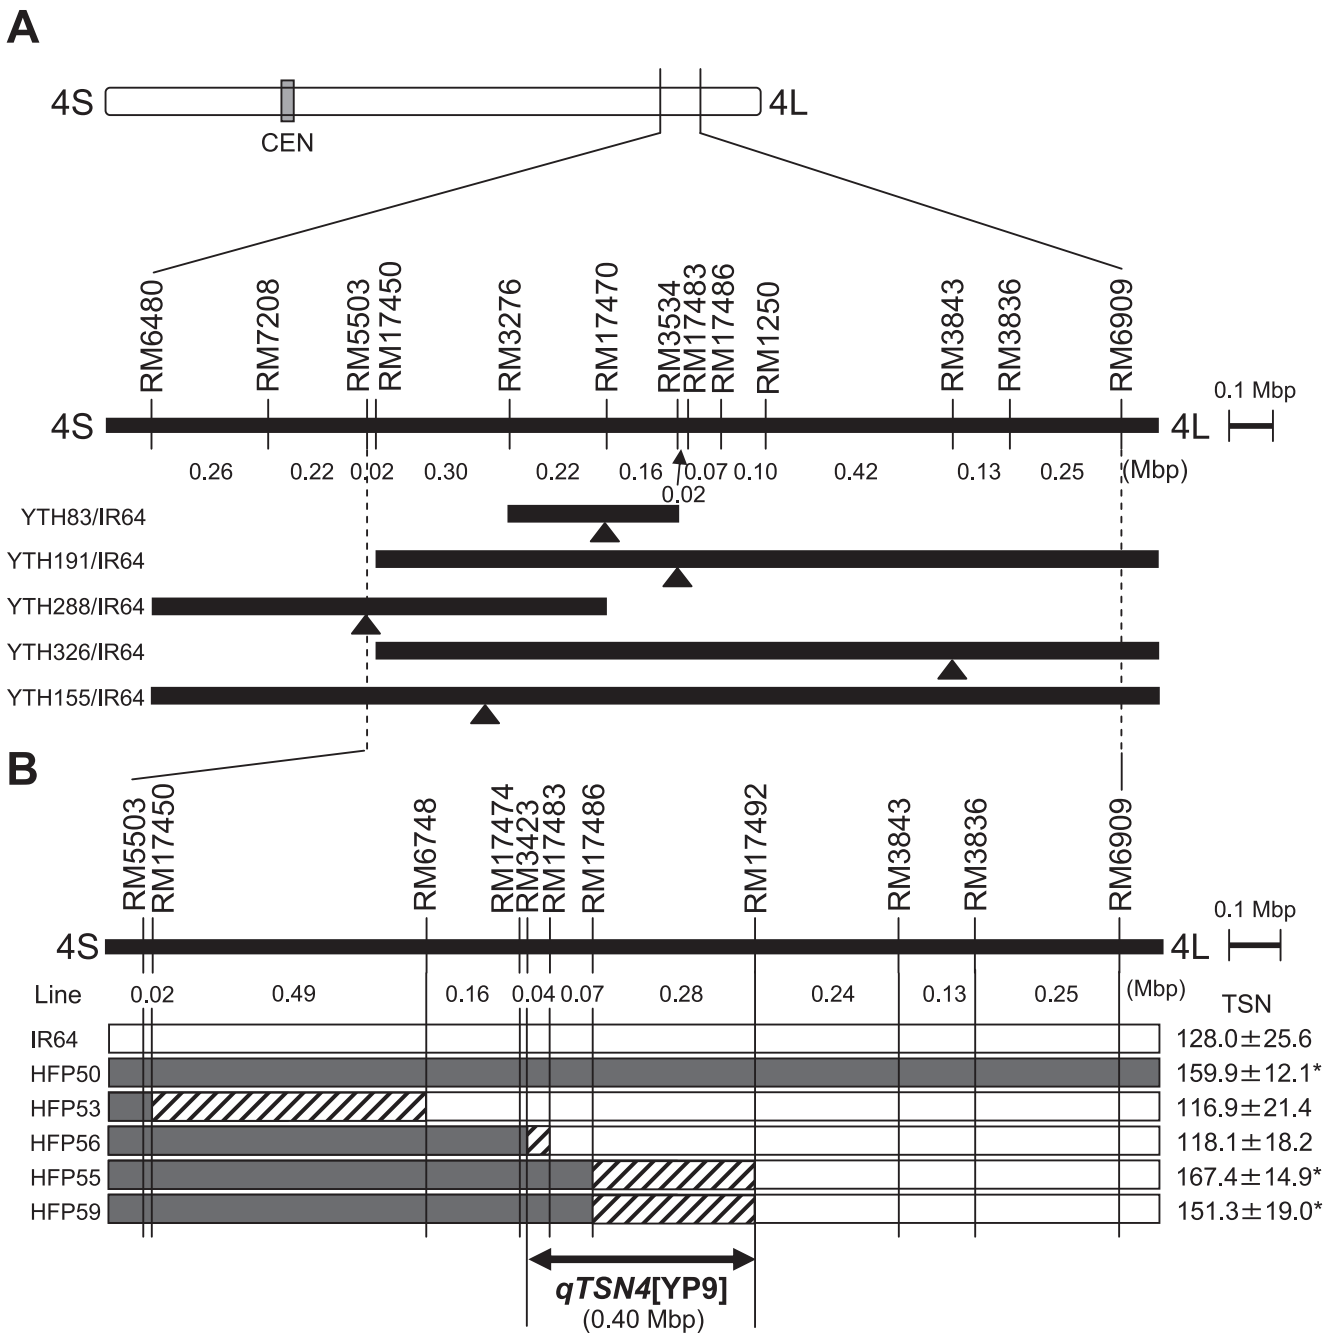 A
4S 4L
CEN
RM6480 RM7208 RM5503 RM17450 RM3276 RM17470 RM3534 RM17483 RM17486 RM1250 RM3843 RM3836 RM6909
0.1 Mbp
4S 4L
0.26 0.22 0.02 0.30 0.22 0.16 0.07 0.10 0.42 0.13 0.25 (Mbp)
0.02
YTH83/IR64
YTH191/IR64
YTH288/IR64
YTH326/IR64
YTH155/IR64
B
RM5503 RM17450 RM67748 RM17474 RM3423 RM17483 RM17486 RM17492 RM3843 RM3836 RM6909
0.1 Mbp
4S 4L
Line 0.02 0.49 0.16 0.04 0.07 0.28 0.24 0.13 0.25 (Mbp)
TSN
IR64 128.0±25.6
HFP50 159.9±12.1*
HFP53 116.9±21.4
HFP56 118.1±18.2
HFP55 167.4±14.9*
HFP59 151.3±19.0*
qTSN4[YP9]
(0.40 Mbp)